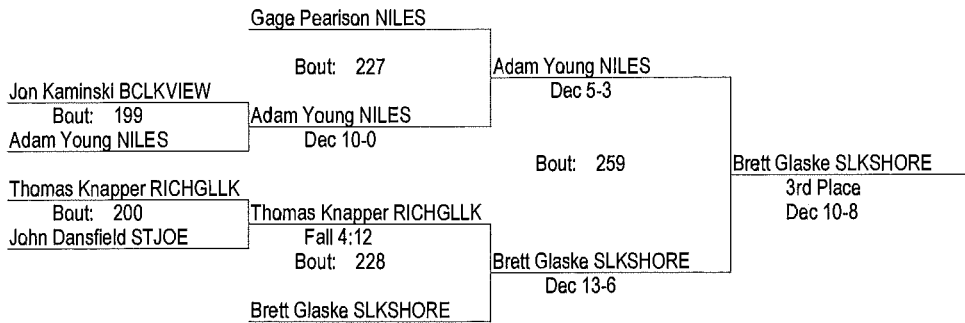 Gage Pearison NILES
Bout: 227
Adam Young NILES
Dec 5-3
Jon Kaminski BCLKVIEW
Bout: 199
Adam Young NILES
Adam Young NILES
Dec 10-0
Bout: 259
Brett Glaske SLKSHORE
3rd Place
Dec 10-8
Thomas Knapper RICHGLLK
Bout: 200
John Dansfield STJOE
Thomas Knapper RICHGLLK
Fall 4:12
Bout: 228
Brett Glaske SLKSHORE
Dec 13-6
Brett Glaske SLKSHORE